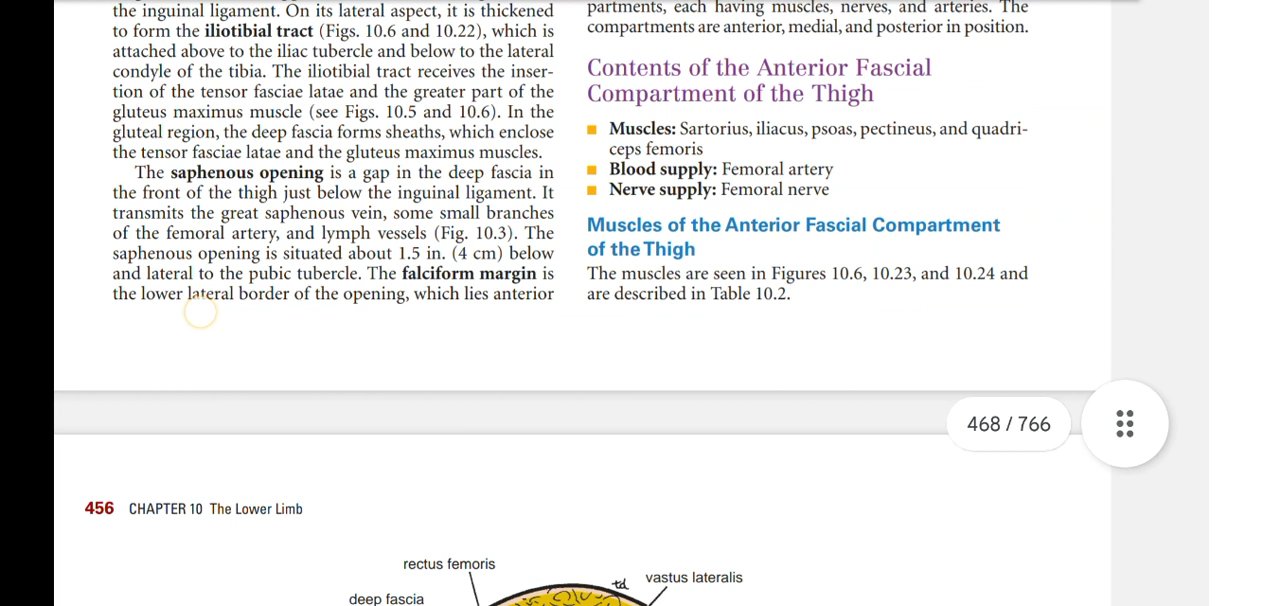 the inguinal ligament. On its lateral aspect, it is thickened
to form the iliotibial tract (Figs. 10.6 and 10.22), which is
attached above to the iliac tubercle and below to the lateral
condyle of the tibia. The iliotibial tract receives the inser-
tion of the tensor fasciae latae and the greater part of the
gluteus maximus muscle (see Figs. 10.5 and 10.6). In the
gluteal region, the deep fascia forms sheaths, which enclose
the tensor fasciae latae and the gluteus maximus muscles.
The saphenous opening is a gap in the deep fascia in
the front of the thigh just below the inguinal ligament. It
transmits the great saphenous vein, some small branches
of the femoral artery, and lymph vessels (Fig. 10.3). The
saphenous opening is situated about 1.5 in. (4 cm) below
and lateral to the pubic tubercle. The falciform margin is
the lower lateral border of the opening, which lies anterior
partments, each having muscles, nerves, and arteries. The
compartments are anterior, medial, and posterior in position.
Contents of the Anterior Fascial
Compartment of the Thigh
■ Muscles: Sartorius, iliacus, psoas, pectineus, and quadri-
ceps femoris
■ Blood supply: Femoral artery
■ Nerve supply: Femoral nerve
Muscles of the Anterior Fascial Compartment
of the Thigh
The muscles are seen in Figures 10.6, 10.23, and 10.24 and
are described in Table 10.2.
468 / 766
456 CHAPTER 10 The Lower Limb
rectus femoris
vastus lateralis
deep fascia